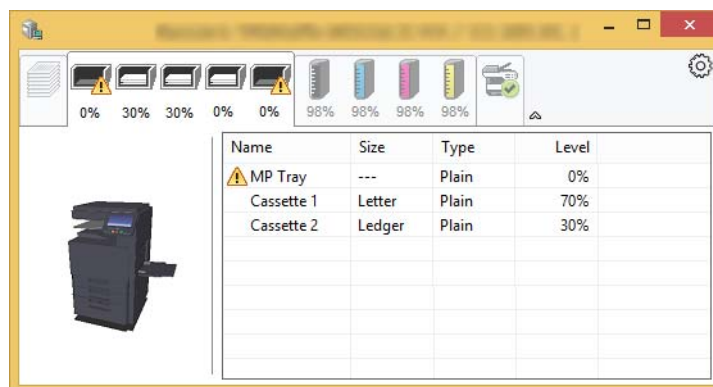 0% 30% 30% 0% 0% 98% 98% 98% 98%
Name Size Type Level
MP Tray --- Plain 0%
Cassette 1 Letter Plain 70%
Cassette 2 Ledger Plain 30%